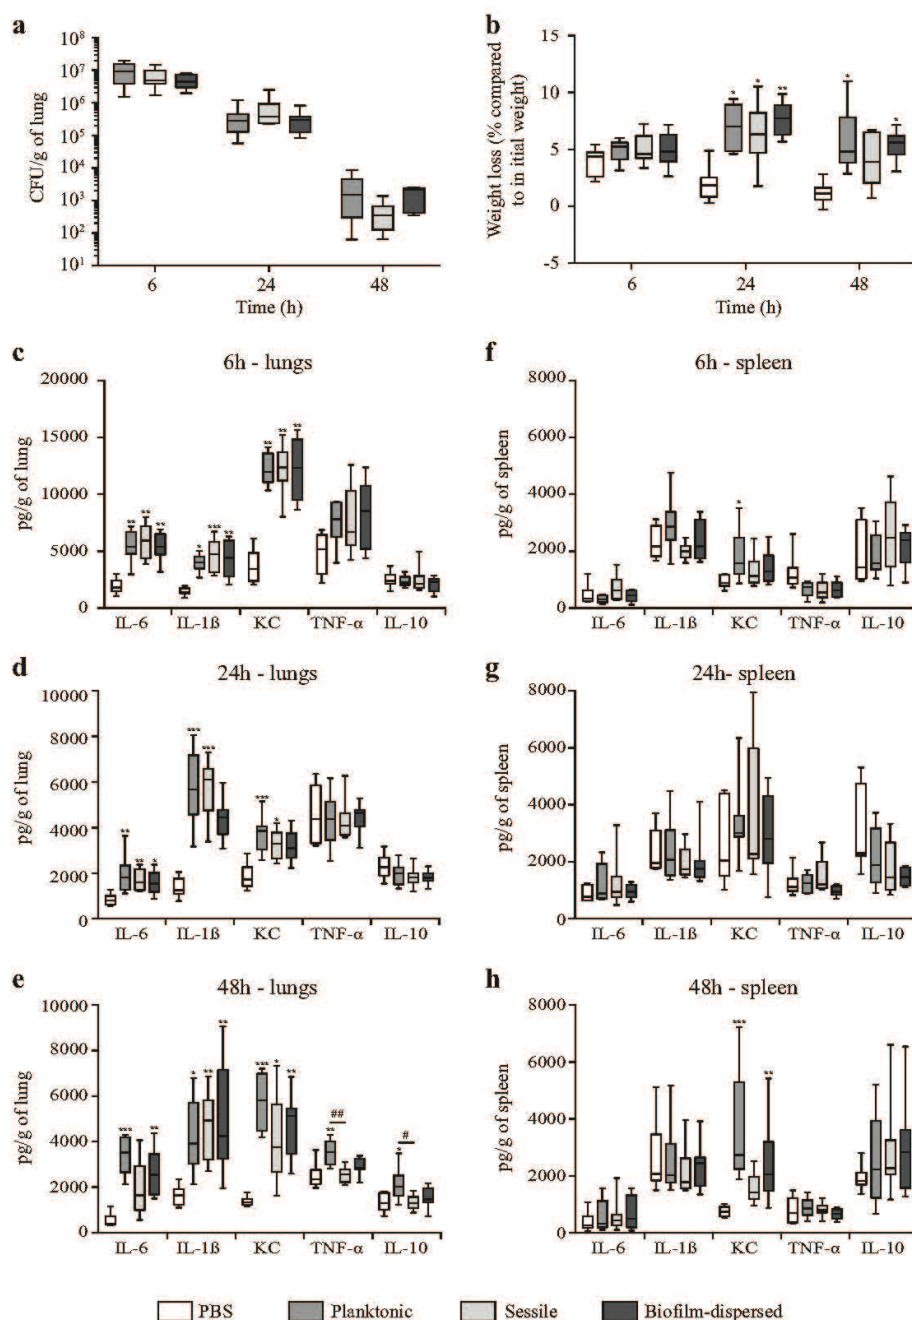 a
CFU/g of lung
10⁸
10⁷
10⁶
10⁵
10⁴
10³
10²
10¹
6 24 48
Time (h)
b
Weight loss (% compared
to in itial weight)
15
10
5
0
-5
* * ** * *
6 24 48
Time (h)
c
6h - lungs
pg/g of lung
20000
15000
10000
5000
0
** ** ** * *** ** ** ** **
IL-6 IL-1ß KC TNF-α IL-10
f
6h - spleen
pg/g of spleen
8000
6000
4000
2000
0
*
IL-6 IL-1ß KC TNF-α IL-10
d
24h - lungs
pg/g of lung
10000
8000
6000
4000
2000
0
** ** * *** *** *** *
IL-6 IL-1ß KC TNF-α IL-10
g
24h- spleen
pg/g of spleen
8000
6000
4000
2000
0
IL-6 IL-1ß KC TNF-α IL-10
e
48h - lungs
pg/g of lung
10000
8000
6000
4000
2000
0
*** ** * ** ** *** * ** ** ## * #
IL-6 IL-1ß KC TNF-α IL-10
h
48h - spleen
pg/g of spleen
8000
6000
4000
2000
0
*** **
IL-6 IL-1ß KC TNF-α IL-10
PBS Planktonic Sessile Biofilm-dispersed